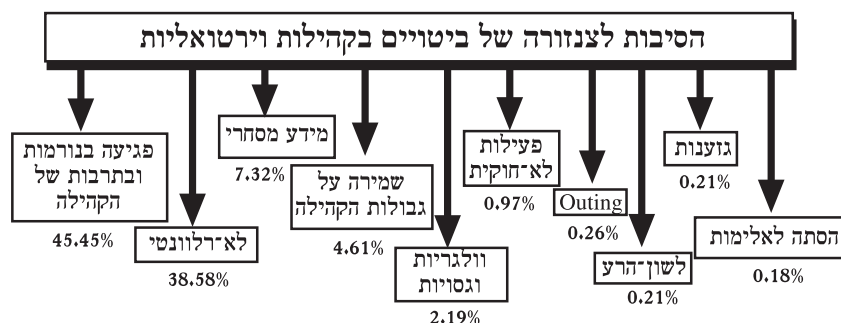 הסיבות לצנזורה של ביטויים בקהילות וירטואליות
פגיעה בנורמות
ובתרבות של
הקהילה
45.45%
לא־רלוונטי
38.58%
מידע מסחרי
7.32%
שמירה על
גבולות הקהילה
4.61%
וולגריות
וגסויות
2.19%
פעילות
לא־חוקית
0.97%
Outing
0.26%
לשון־הרע
0.21%
גזענות
0.21%
הסתה לאלימות
0.18%